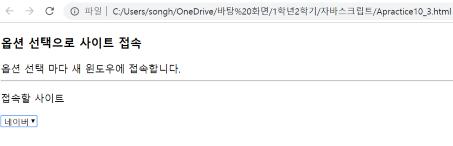 파일 | C:/Users/songh/OneDrive/바탕%20화면/1학년2학기/자바스크립트/Apractice10_3.html
옵션 선택으로 사이트 접속
옵션 선택 마다 새 윈도우에 접속합니다.
접속할 사이트
네이버